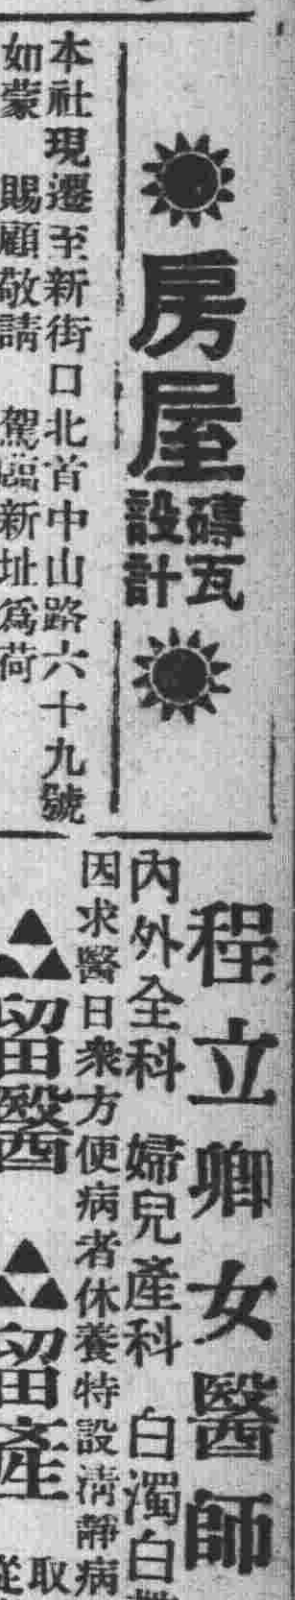 房屋
磚瓦
設計
本社現遷至新街口北首中山路六十九號
如蒙 賜顧敬請 駕臨新址為荷
程立卿女醫師
內外全科 婦兒產科 白濁白
因求醫日衆方便病者休養特設清靜病
取
留醫
留產